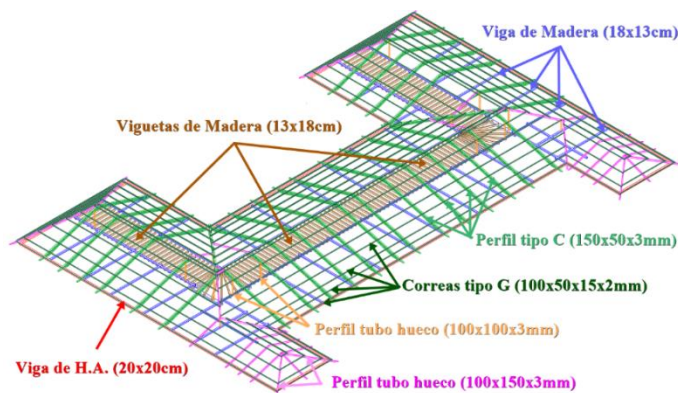 Viga de Madera (18x13cm)
Viguetas de Madera (13x18cm)
Perfil tipo C (150x50x3mm)
Correas tipo G (100x50x15x2mm)
Perfil tubo hueco (100x100x3mm)
Viga de H.A. (20x20cm)
Perfil tubo hueco (100x150x3mm)